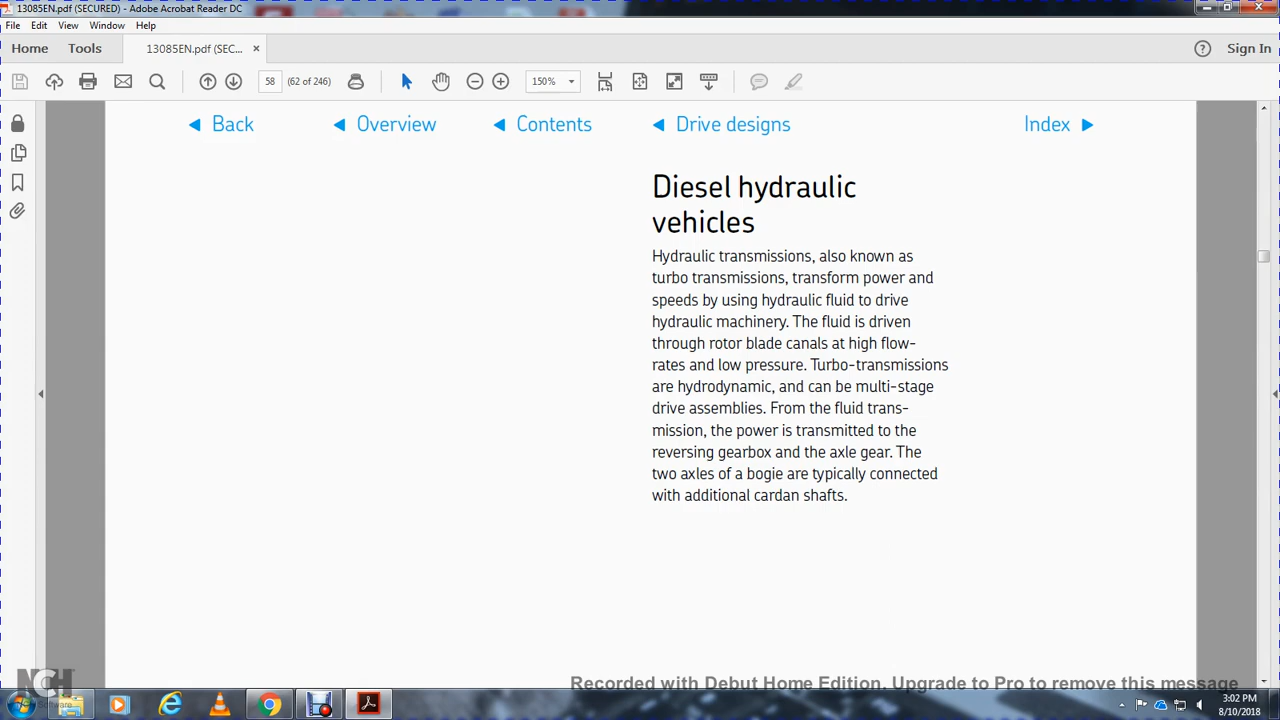 13085EN.pdf (SECURED) - Adobe Acrobat Reader DC
File Edit View Window Help
Home Tools 13085EN.pdf (SEC... × Sign In
58 (62 of 246) 150%
Back Overview Contents Drive designs Index
Diesel hydraulic
vehicles
Hydraulic transmissions, also known as
turbo transmissions, transform power and
speeds by using hydraulic fluid to drive
hydraulic machinery. The fluid is driven
through rotor blade canals at high flow-
rates and low pressure. Turbo-transmissions
are hydrodynamic, and can be multi-stage
drive assemblies. From the fluid trans-
mission, the power is transmitted to the
reversing gearbox and the axle gear. The
two axles of a bogie are typically connected
with additional cardan shafts.
NCH
Software
Recorded with Debut Home Edition. Upgrade to Pro to remove this message
3:02 PM
8/10/2018